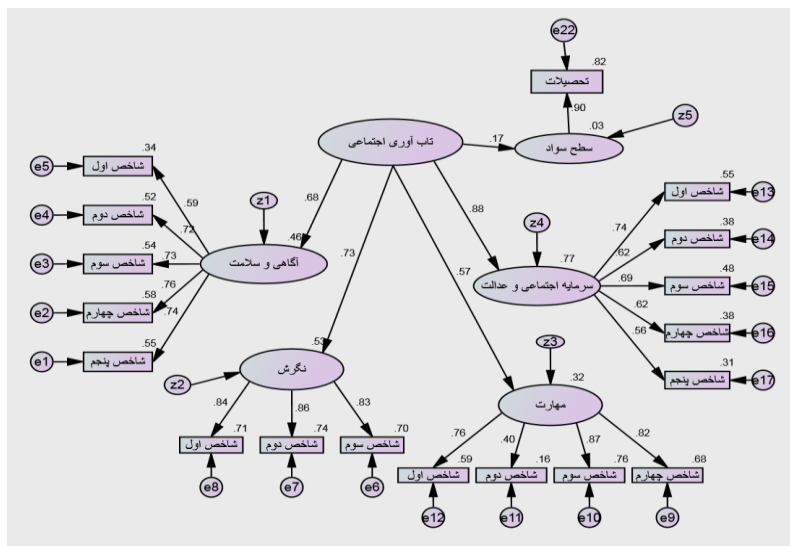 e22
.82
تحصیلات
.90
.03
z5
سطح سواد
.17
تاب آوری اجتماعی
.34
e5
شاخص اول
.59
.52
e4
شاخص دوم
.72
.54
e3
شاخص سوم
.73
.58
e2
شاخص چهارم
.76
.55
e1
شاخص پنجم
.74
z1
.68
.46
آگاهی و سلامت
.73
.88
.57
z4
.77
سرمایه اجتماعی و عدالت
.55
شاخص اول
e13
.74
.38
شاخص دوم
e14
.62
.48
شاخص سوم
e15
.69
.38
شاخص چهارم
e16
.62
.31
شاخص پنجم
e17
.56
.53
نگرش
z2
.84
.86
.83
.71
شاخص اول
.74
شاخص دوم
.70
شاخص سوم
e8
e7
e6
z3
.32
مهارت
.76
.40
.87
.82
.59
شاخص اول
.16
شاخص دوم
.76
شاخص سوم
.68
شاخص چهارم
e12
e11
e10
e9